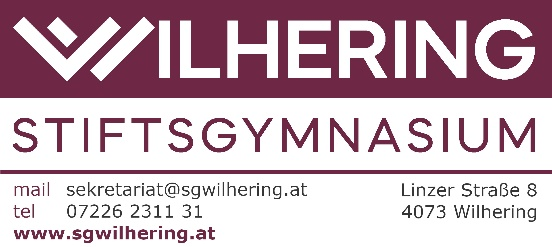 WILHERING
STIFTSGYMNASIUM
mail sekretariat@sgwilhering.at
tel 07226 2311 31
www.sgwilhering.at
Linzer Straße 8
4073 Wilhering